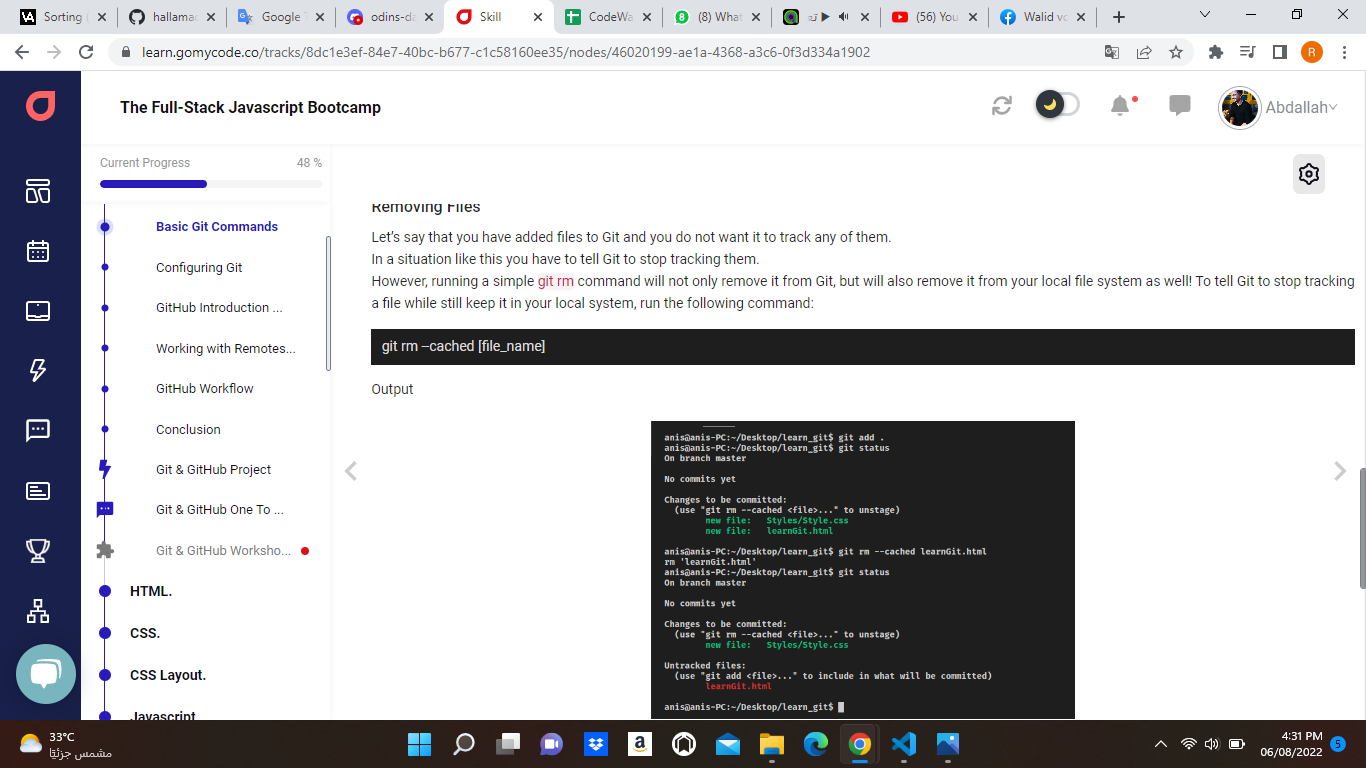 Sorting
hallamac
Google T
odins-da
Skill
CodeWa
(8) What
(56) You
Walid vo
learn.gomycode.co/tracks/8dc1e3ef-84e7-40bc-b677-c1c58160ee35/nodes/46020199-ae1a-4368-a3c6-0f3d334a1902
R
The Full-Stack Javascript Bootcamp
Abdallah
Current Progress
48 %
Basic Git Commands
Configuring Git
GitHub Introduction ...
Working with Remotes...
GitHub Workflow
Conclusion
Git & GitHub Project
Git & GitHub One To ...
Git & GitHub Worksho...
HTML.
CSS.
CSS Layout.
Javascript
Removing Files
Let’s say that you have added files to Git and you do not want it to track any of them.
In a situation like this you have to tell Git to stop tracking them.
However, running a simple git rm command will not only remove it from Git, but will also remove it from your local file system as well! To tell Git to stop tracking
a file while still keep it in your local system, run the following command:
git rm –cached [file_name]
Output
anis@anis-PC:~/Desktop/learn_git$ git add .
anis@anis-PC:~/Desktop/learn_git$ git status
On branch master
No commits yet
Changes to be committed:
(use "git rm --cached <file>..." to unstage)
new file: Styles/Style.css
new file: learnGit.html
anis@anis-PC:~/Desktop/learn_git$ git rm --cached learnGit.html
rm 'learnGit.html'
anis@anis-PC:~/Desktop/learn_git$ git status
On branch master
No commits yet
Changes to be committed:
(use "git rm --cached <file>..." to unstage)
new file: Styles/Style.css
Untracked files:
(use "git add <file>..." to include in what will be committed)
learnGit.html
anis@anis-PC:~/Desktop/learn_git$
33°C
مشمس جزئيًا
4:31 PM
06/08/2022
5